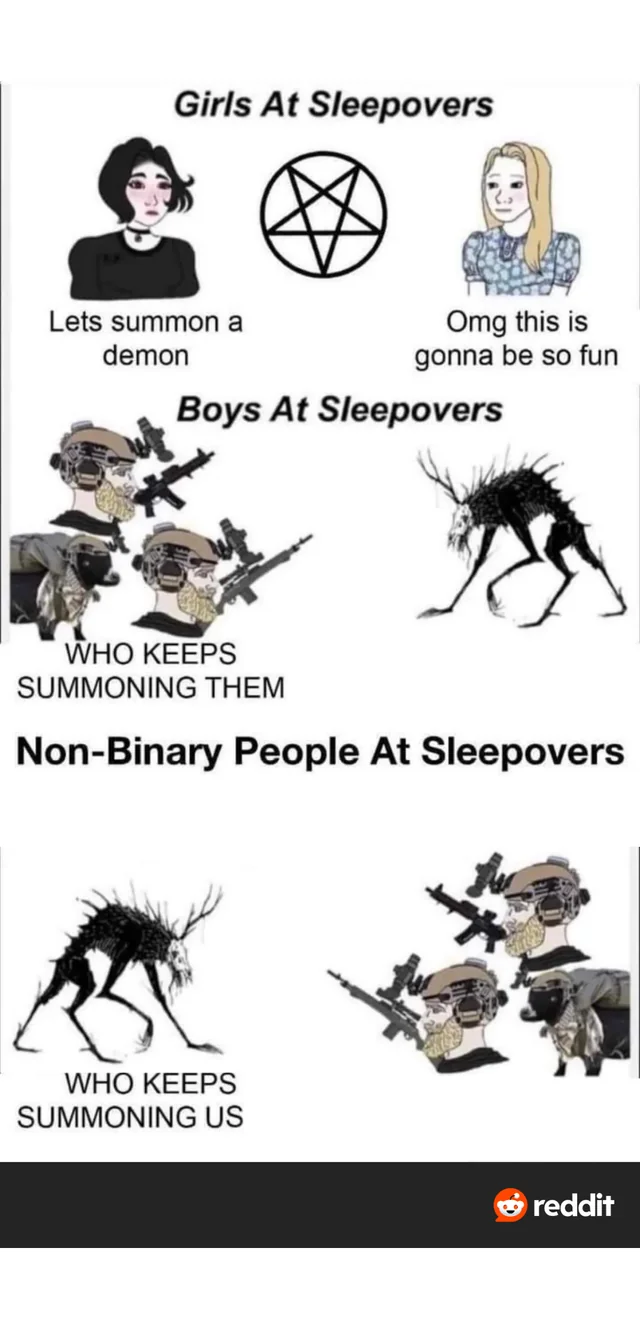 Girls At Sleepovers
Lets summon a
demon
Omg this is
gonna be so fun
Boys At Sleepovers
WHO KEEPS
SUMMONING THEM
Non-Binary People At Sleepovers
WHO KEEPS
SUMMONING US
reddit